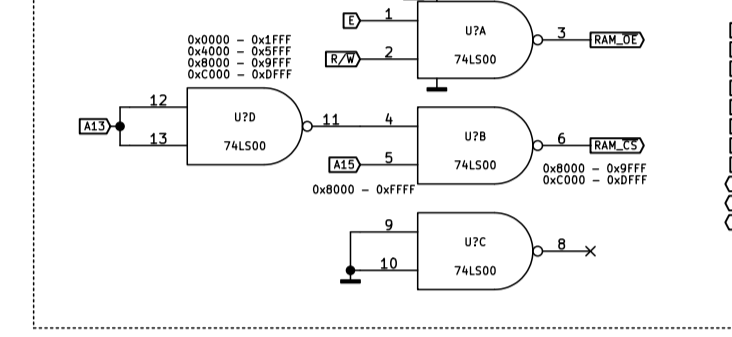 1
E
U?A
3
RAM_OE
0x0000 - 0x1FFF
0x4000 - 0x5FFF
0x8000 - 0x9FFF
0xC000 - 0xDFFF
R/W
2
74LS00
12
U?D
A13
11
4
U?B
6
RAM_CS
13
74LS00
A15
5
74LS00
0x8000 - 0x9FFF
0xC000 - 0xDFFF
0x8000 - 0xFFFF
9
U?C
8
10
74LS00